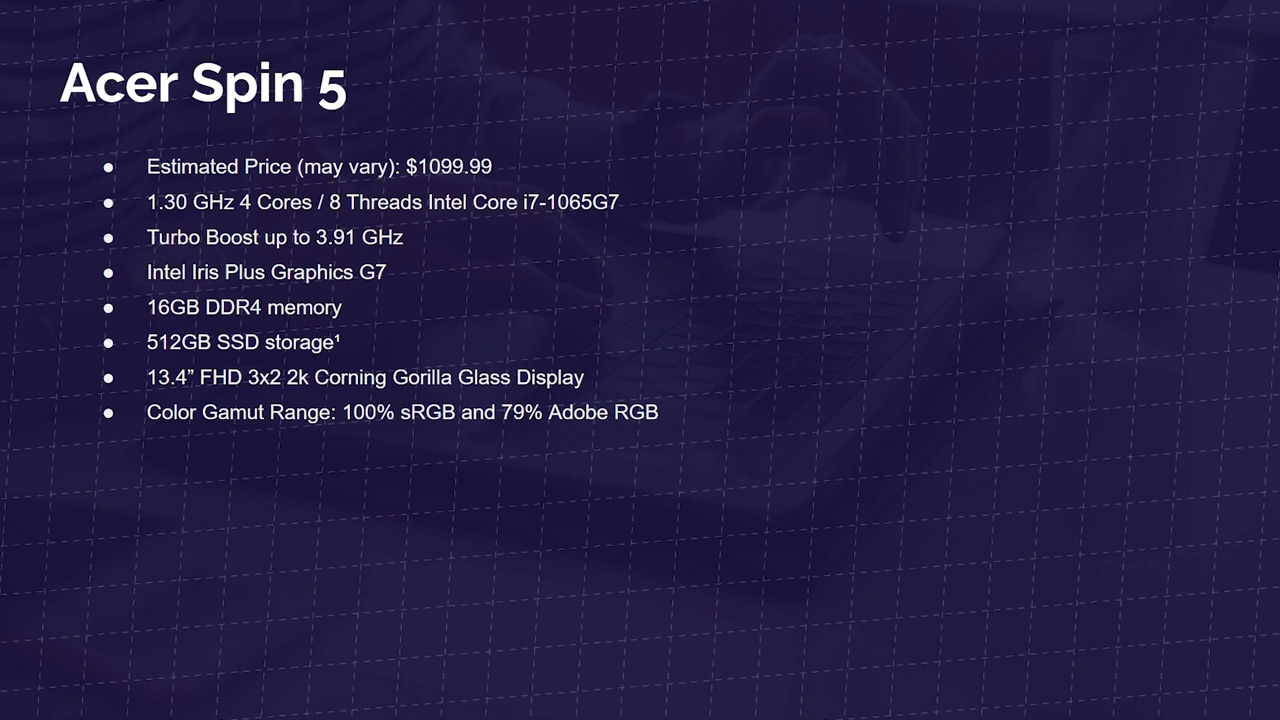 Acer Spin 5
● Estimated Price (may vary): $1099.99
● 1.30 GHz 4 Cores / 8 Threads Intel Core i7-1065G7
● Turbo Boost up to 3.91 GHz
● Intel Iris Plus Graphics G7
● 16GB DDR4 memory
● 512GB SSD storage¹
● 13.4” FHD 3x2 2k Corning Gorilla Glass Display
● Color Gamut Range: 100% sRGB and 79% Adobe RGB